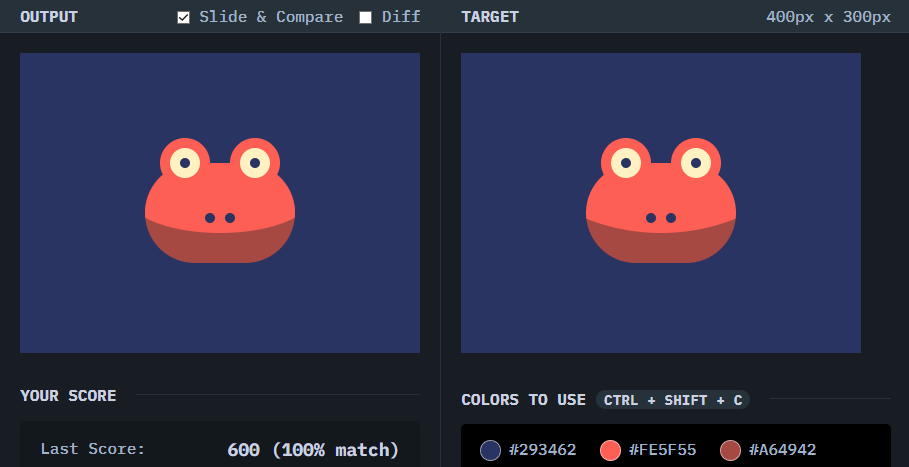 OUTPUT
Slide & Compare
Diff
TARGET
400px x 300px
YOUR SCORE
Last Score:
600 (100% match)
COLORS TO USE
CTRL + SHIFT + C
#293462
#FE5F55
#A64942